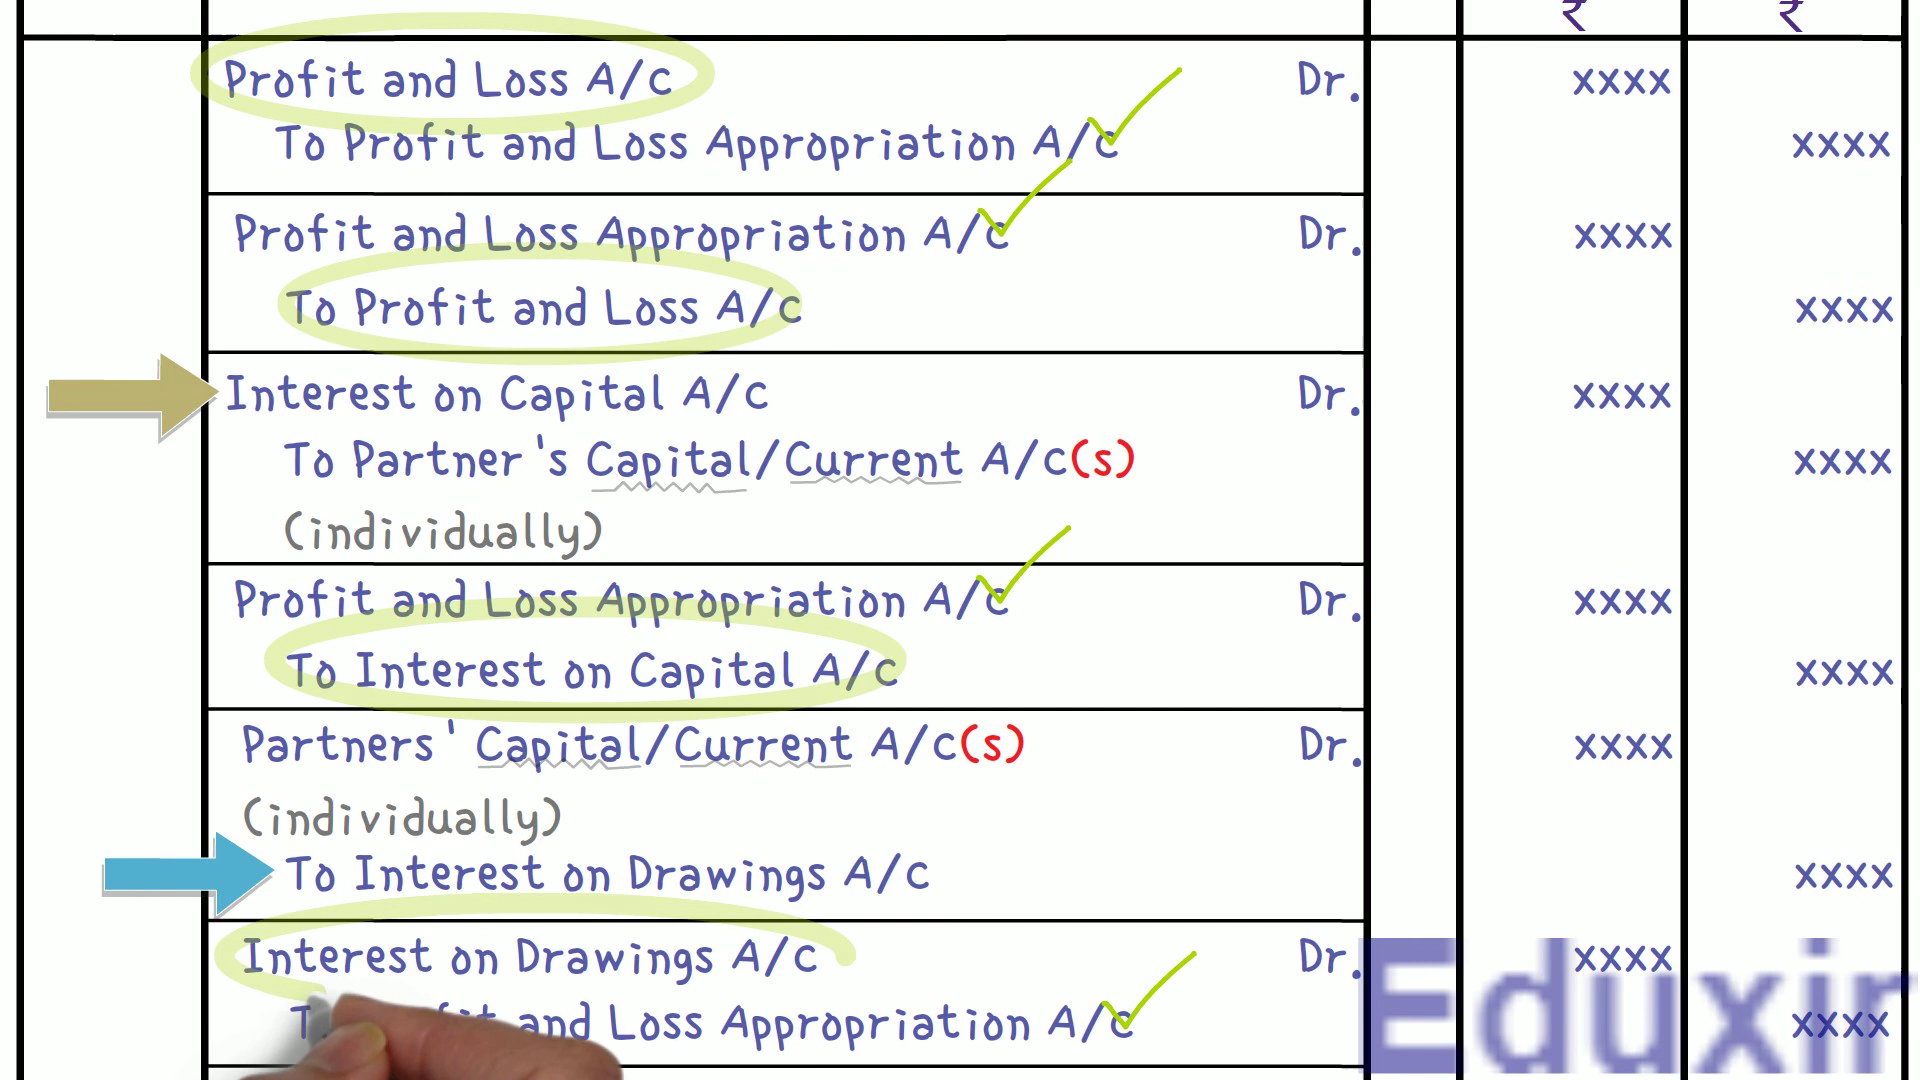 ₹ ₹
Profit and Loss A/c Dr. xxxx
To Profit and Loss Appropriation A/c xxxx
Profit and Loss Appropriation A/c Dr. xxxx
To Profit and Loss A/c xxxx
Interest on Capital A/c Dr. xxxx
To Partner's Capital/Current A/c(s) xxxx
(individually)
Profit and Loss Appropriation A/c Dr. xxxx
To Interest on Capital A/c xxxx
Partners' Capital/Current A/c(s) Dr. xxxx
(individually)
To Interest on Drawings A/c xxxx
Interest on Drawings A/c Dr. xxxx
and Loss Appropriation A/c xxxx
Eduxir